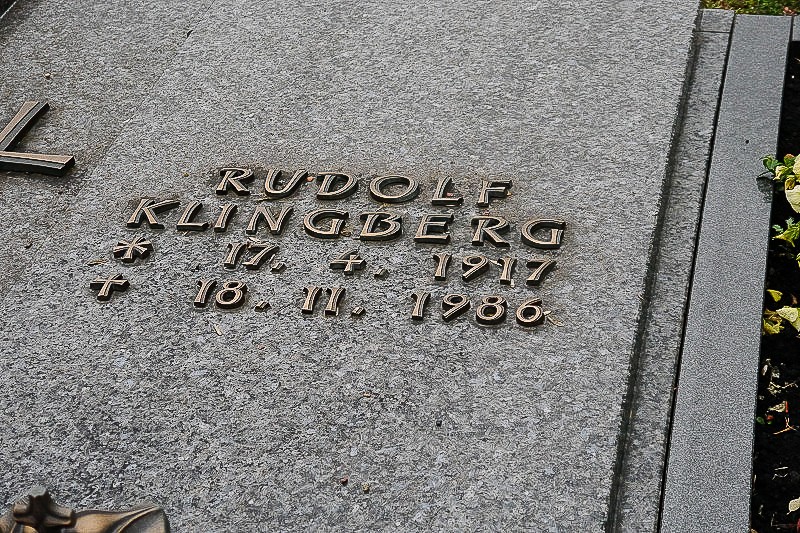 L
RUDOLF
KLINGBERG
* 17. 4. 1917
+ 18. 11. 1986